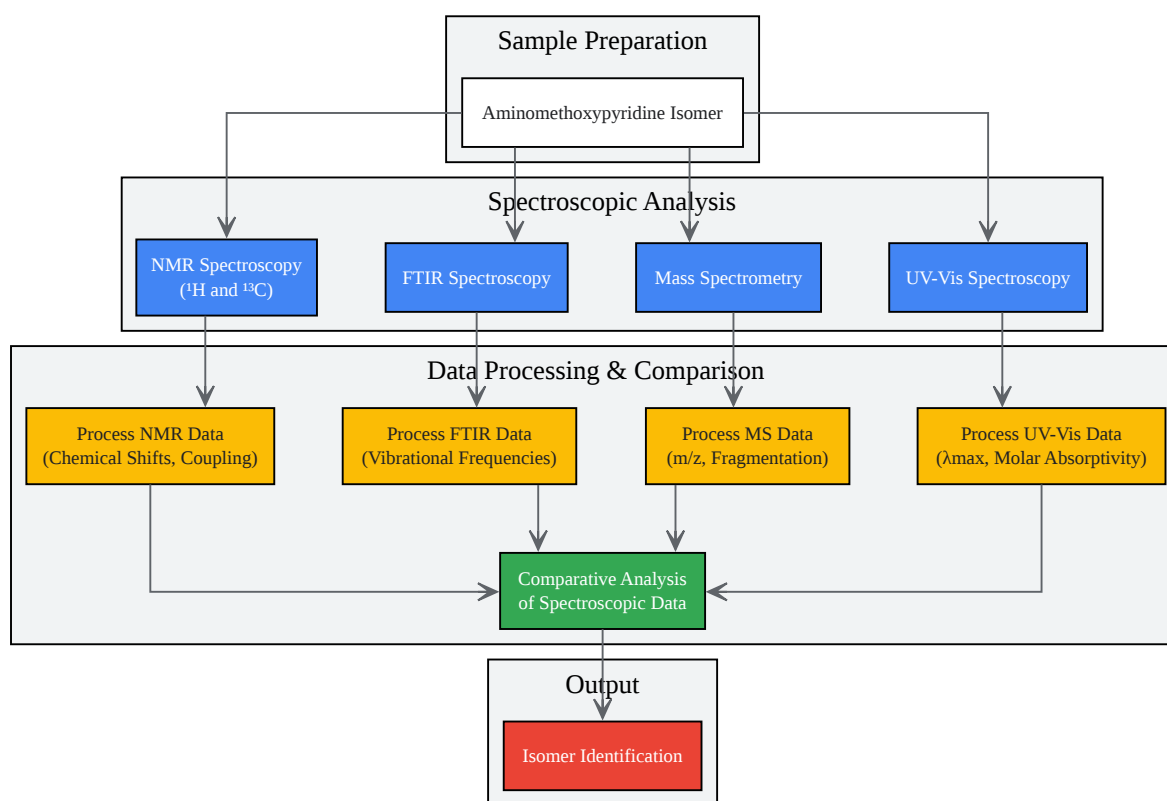 Sample Preparation
Aminomethoxypyridine Isomer
Spectroscopic Analysis
NMR Spectroscopy
(¹H and ¹³C)
FTIR Spectroscopy
Mass Spectrometry
UV-Vis Spectroscopy
Data Processing & Comparison
Process NMR Data
(Chemical Shifts, Coupling)
Process FTIR Data
(Vibrational Frequencies)
Process MS Data
(m/z, Fragmentation)
Process UV-Vis Data
(λmax, Molar Absorptivity)
Comparative Analysis
of Spectroscopic Data
Output
Isomer Identification